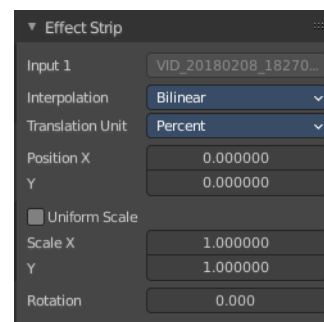 Effect Strip
Input 1 VID_20180208_18270...
Interpolation Bilinear
Translation Unit Percent
Position X 0.000000
Y 0.000000
Uniform Scale
Scale X 1.000000
Y 1.000000
Rotation 0.000